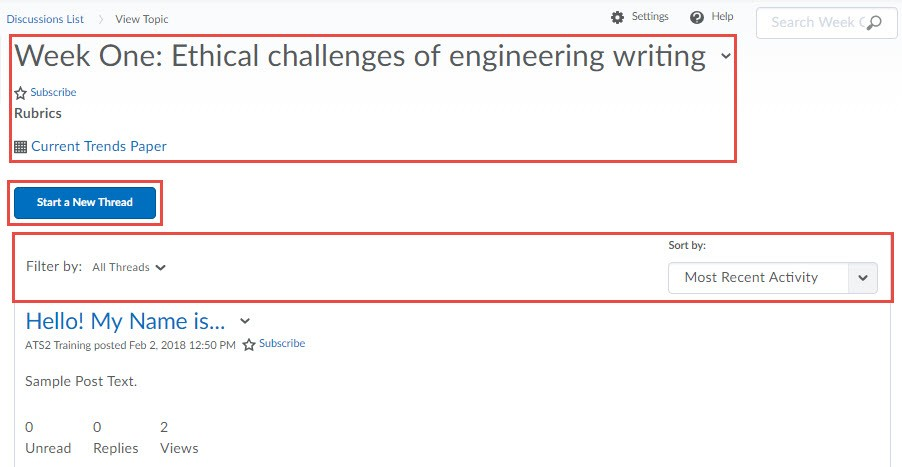 Discussions List View Topic Settings Help Search Week
Week One: Ethical challenges of engineering writing
Subscribe
Rubrics
Current Trends Paper
Start a New Thread
Sort by:
Filter by: All Threads Most Recent Activity
Hello! My Name is...
ATS2 Training posted Feb 2, 2018 12:50 PM Subscribe
Sample Post Text.
0 0 2
Unread Replies Views